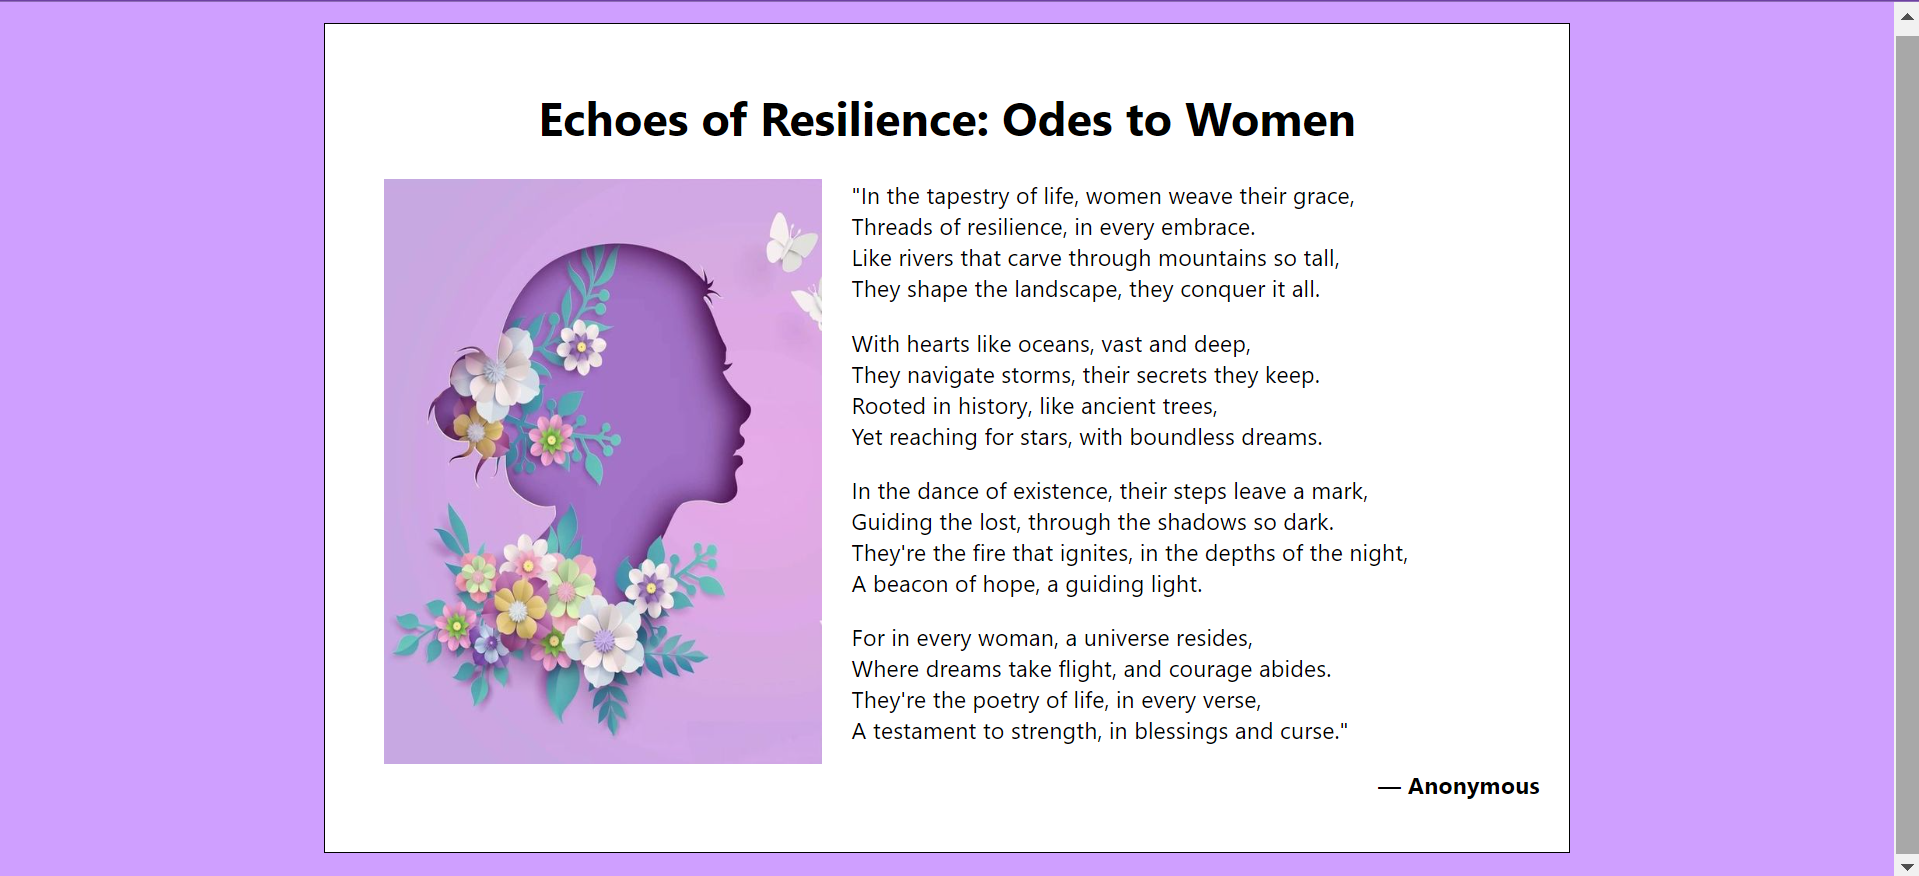 Echoes of Resilience: Odes to Women
"In the tapestry of life, women weave their grace,
Threads of resilience, in every embrace.
Like rivers that carve through mountains so tall,
They shape the landscape, they conquer it all.
With hearts like oceans, vast and deep,
They navigate storms, their secrets they keep.
Rooted in history, like ancient trees,
Yet reaching for stars, with boundless dreams.
In the dance of existence, their steps leave a mark,
Guiding the lost, through the shadows so dark.
They're the fire that ignites, in the depths of the night,
A beacon of hope, a guiding light.
For in every woman, a universe resides,
Where dreams take flight, and courage abides.
They're the poetry of life, in every verse,
A testament to strength, in blessings and curse."
— Anonymous